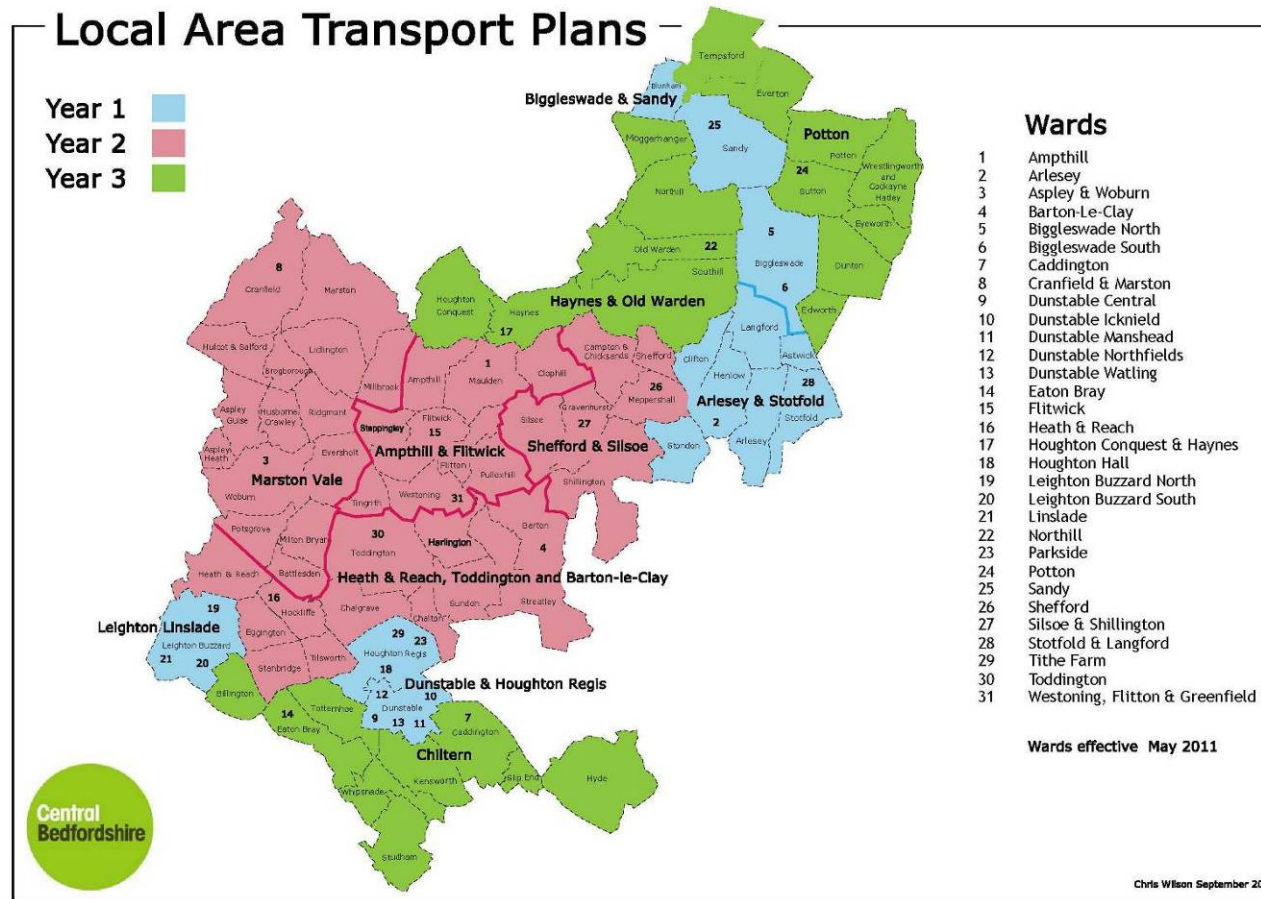 Local Area Transport Plans
Year 1
Year 2
Year 3
Tempsford
Blunham
Everton
Biggleswade & Sandy
25
Sandy
Moggerhanger
Potton
Potton
24
Sutton
Wrestlingworth
and
Cockayne
Hatley
Northill
Eyeworth
5
Old Warden
22
Southill
Biggleswade
Dunton
6
Edworth
8
Cranfield
Marston
Houghton
Conquest
Haynes
17
Haynes & Old Warden
Langford
Astwick
Hulcot & Salford
Lidlington
Brogborough
Millbrook
Ampthill
1
Maulden
Clophill
Campton &
Chicksands
Shefford
26
Meppershall
Clifton
Henlow
28
Stotfold
Arlesey & Stotfold
2
Arlesey
Stondon
Aspley
Guise
Husborne
Crawley
Ridgmont
Steppingley
Flitwick
15
Ampthill & Flitwick
Silsoe
Gravenhurst
27
Shefford & Silsoe
Aspley
Heath
3
Eversholt
Marston Vale
Woburn
Flitton
Pulloxhill
Shillington
Tingrith
Westoning
31
Potsgrove
Milton Bryan
30
Toddington
Harlington
Barton
4
Battlesden
Heath & Reach
Heath & Reach, Toddington and Barton-le-Clay
16
Hockliffe
Chalgrave
Sundon
Streatley
Chalton
19
Leighton Linslade
Leighton Buzzard
21
20
Eggington
Stanbridge
Tilsworth
29
23
Houghton Regis
18
Dunstable & Houghton Regis
12
10
Dunstable
9
13
11
Billington
Totternhoe
14
Eaton Bray
7
Caddington
Chiltern
Kensworth
Slip End
Hyde
Whipsnade
Studham
Central
Bedfordshire
Wards
1 Ampthill
2 Arlesey
3 Aspley & Woburn
4 Barton-Le-Clay
5 Biggleswade North
6 Biggleswade South
7 Caddington
8 Cranfield & Marston
9 Dunstable Central
10 Dunstable Icknield
11 Dunstable Manshead
12 Dunstable Northfields
13 Dunstable Watling
14 Eaton Bray
15 Flitwick
16 Heath & Reach
17 Houghton Conquest & Haynes
18 Houghton Hall
19 Leighton Buzzard North
20 Leighton Buzzard South
21 Linslade
22 Northill
23 Parkside
24 Potton
25 Sandy
26 Shefford
27 Silsoe & Shillington
28 Stotfold & Langford
29 Tithe Farm
30 Toddington
31 Westoning, Flitton & Greenfield
Wards effective May 2011
Chris Wilson September 20